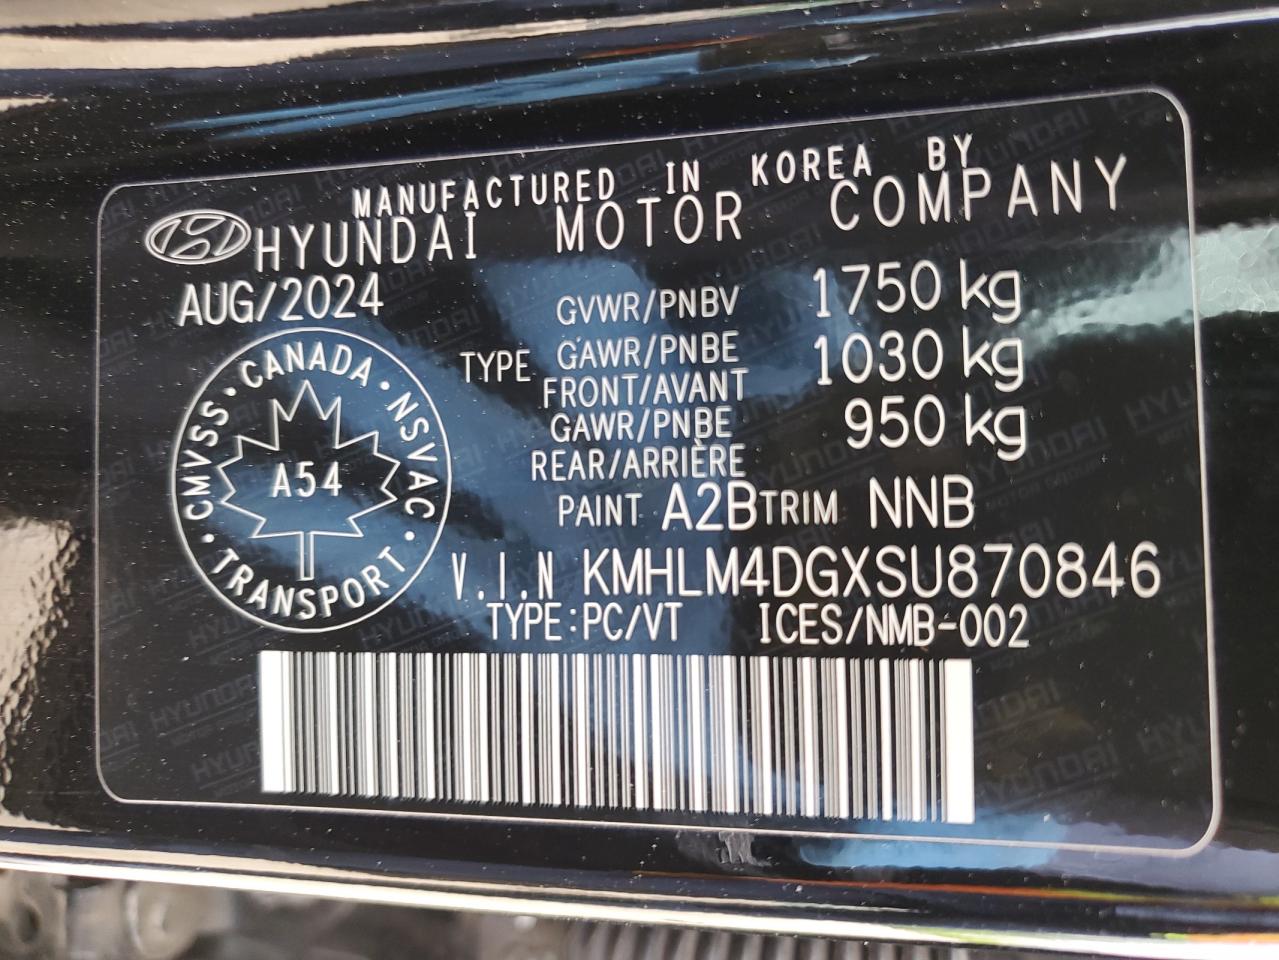 MANUFACTURED IN KOREA BY
HYUNDAI MOTOR COMPANY
AUG/2024
GVWR/PNBV 1750 kg
TYPE GAWR/PNBE 1030 kg
FRONT/AVANT
GAWR/PNBE 950 kg
REAR/ARRIÈRE
PAINT A2B TRIM NNB
V.I.N KMHLM4DGXSU870846
TYPE:PC/VT ICES/NMB-002
CMVSS · CANADA · NSVAC · TRANSPORT ·
A54